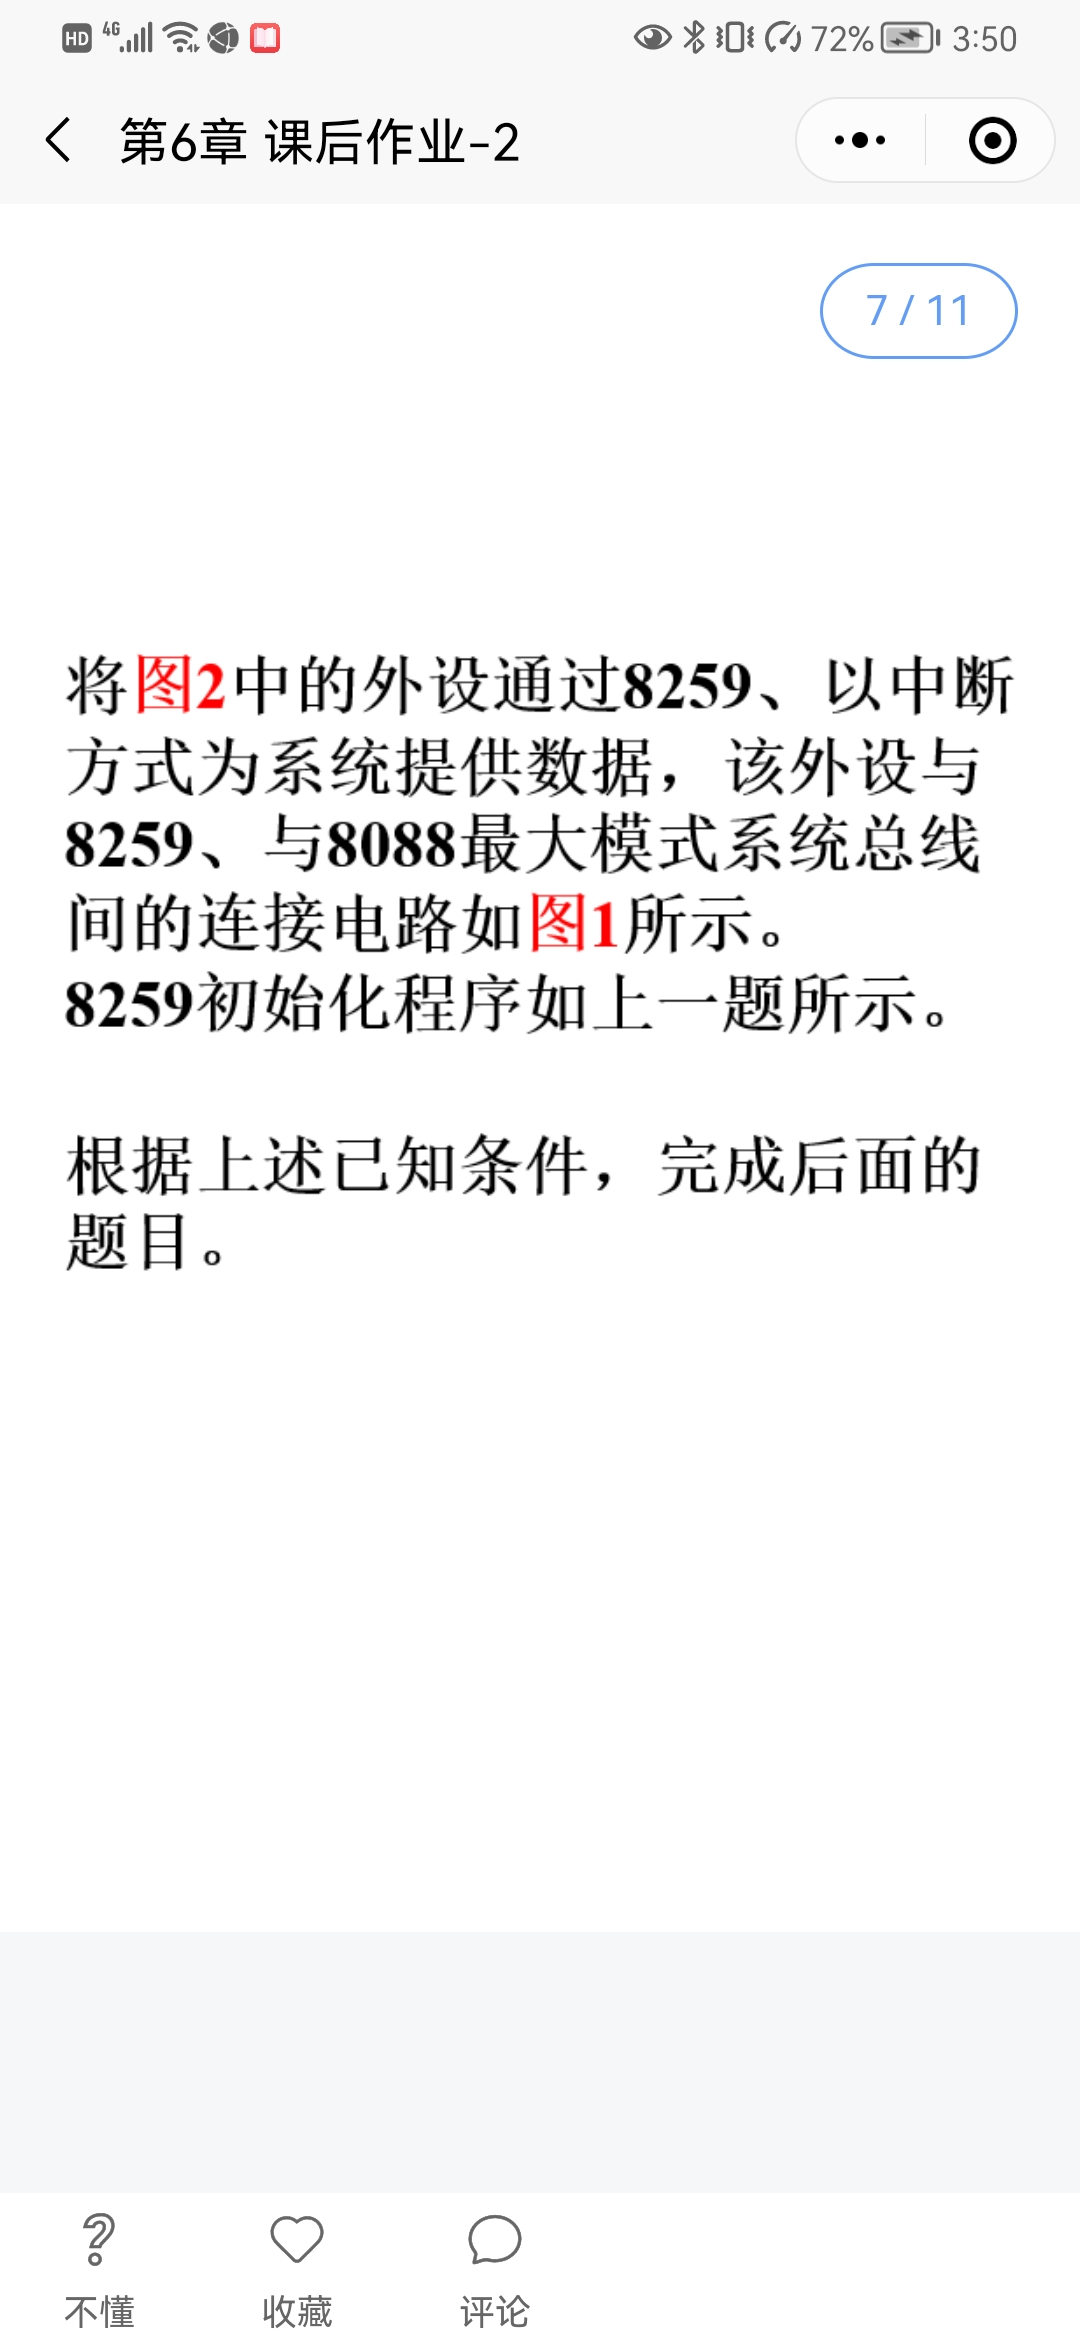 HD 4G 72% 3:50
第6章 课后作业-2
7 / 11
将图2中的外设通过8259、以中断
方式为系统提供数据，该外设与
8259、与8088最大模式系统总线
间的连接电路如图1所示。
8259初始化程序如上一题所示。
根据上述已知条件，完成后面的
题目。
不懂 收藏 评论